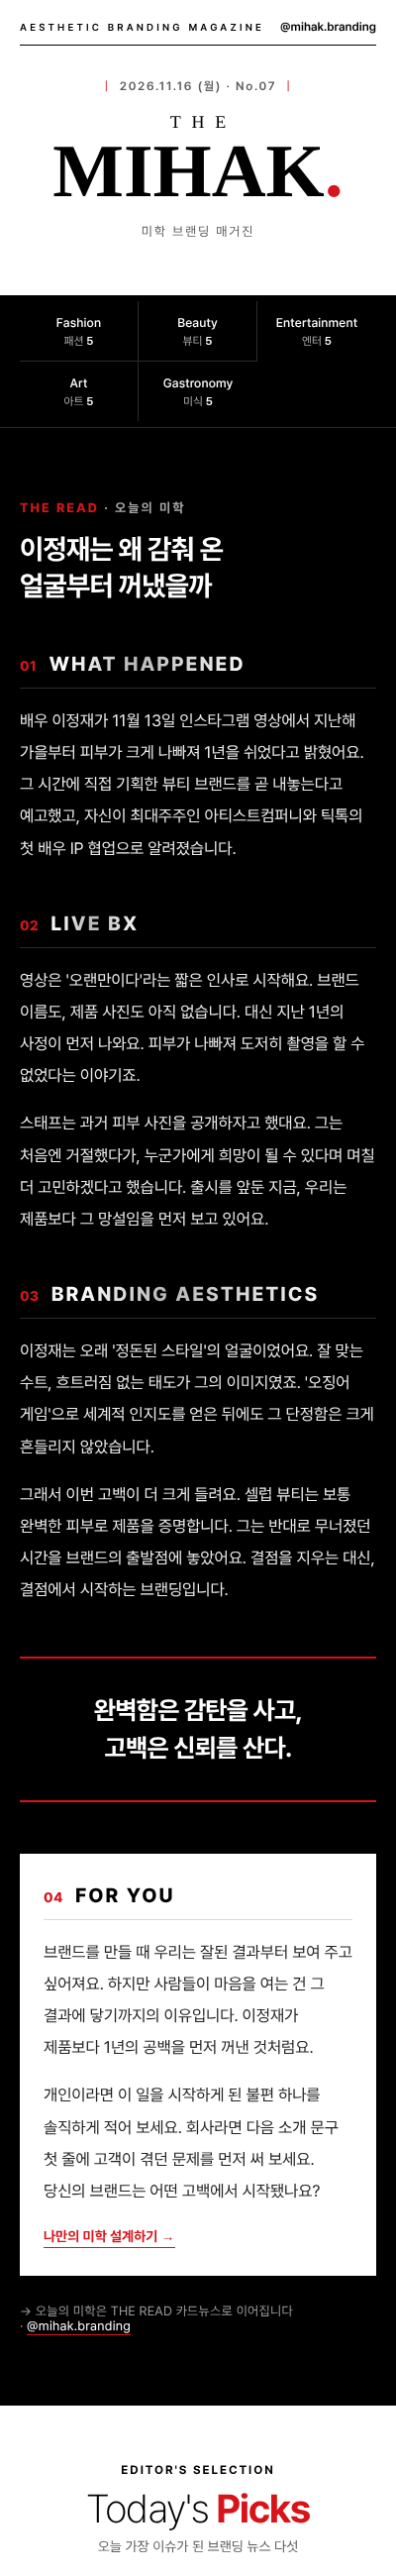 AESTHETIC BRANDING MAGAZINE @mihak.branding
| 2026.11.16 (월) · No.07 |
THE
MIHAK.
미학 브랜딩 매거진
Fashion Beauty Entertainment
패션 5 뷰티 5 엔터 5
Art Gastronomy
아트 5 미식 5
THE READ · 오늘의 미학
이정재는 왜 감춰 온
얼굴부터 꺼냈을까
01 WHAT HAPPENED
배우 이정재가 11월 13일 인스타그램 영상에서 지난해
가을부터 피부가 크게 나빠져 1년을 쉬었다고 밝혔어요.
그 시간에 직접 기획한 뷰티 브랜드를 곧 내놓는다고
예고했고, 자신이 최대주주인 아티스트컴퍼니와 틱톡의
첫 배우 IP 협업으로 알려졌습니다.
02 LIVE BX
영상은 '오랜만이다'라는 짧은 인사로 시작해요. 브랜드
이름도, 제품 사진도 아직 없습니다. 대신 지난 1년의
사정이 먼저 나와요. 피부가 나빠져 도저히 촬영을 할 수
없었다는 이야기죠.
스태프는 과거 피부 사진을 공개하자고 했대요. 그는
처음엔 거절했다가, 누군가에게 희망이 될 수 있다며 며칠
더 고민하겠다고 했습니다. 출시를 앞둔 지금, 우리는
제품보다 그 망설임을 먼저 보고 있어요.
03 BRANDING AESTHETICS
이정재는 오래 '정돈된 스타일'의 얼굴이었어요. 잘 맞는
수트, 흐트러짐 없는 태도가 그의 이미지였죠. '오징어
게임'으로 세계적 인지도를 얻은 뒤에도 그 단정함은 크게
흔들리지 않았습니다.
그래서 이번 고백이 더 크게 들려요. 셀럽 뷰티는 보통
완벽한 피부로 제품을 증명합니다. 그는 반대로 무너졌던
시간을 브랜드의 출발점에 놓았어요. 결점을 지우는 대신,
결점에서 시작하는 브랜딩입니다.
완벽함은 감탄을 사고,
고백은 신뢰를 산다.
04 FOR YOU
브랜드를 만들 때 우리는 잘된 결과부터 보여 주고
싶어져요. 하지만 사람들이 마음을 여는 건 그
결과에 닿기까지의 이유입니다. 이정재가
제품보다 1년의 공백을 먼저 꺼낸 것처럼요.
개인이라면 이 일을 시작하게 된 불편 하나를
솔직하게 적어 보세요. 회사라면 다음 소개 문구
첫 줄에 고객이 겪던 문제를 먼저 써 보세요.
당신의 브랜드는 어떤 고백에서 시작됐나요?
나만의 미학 설계하기 →
→ 오늘의 미학은 THE READ 카드뉴스로 이어집니다
· @mihak.branding
EDITOR'S SELECTION
Today's Picks
오늘 가장 이슈가 된 브랜딩 뉴스 다섯